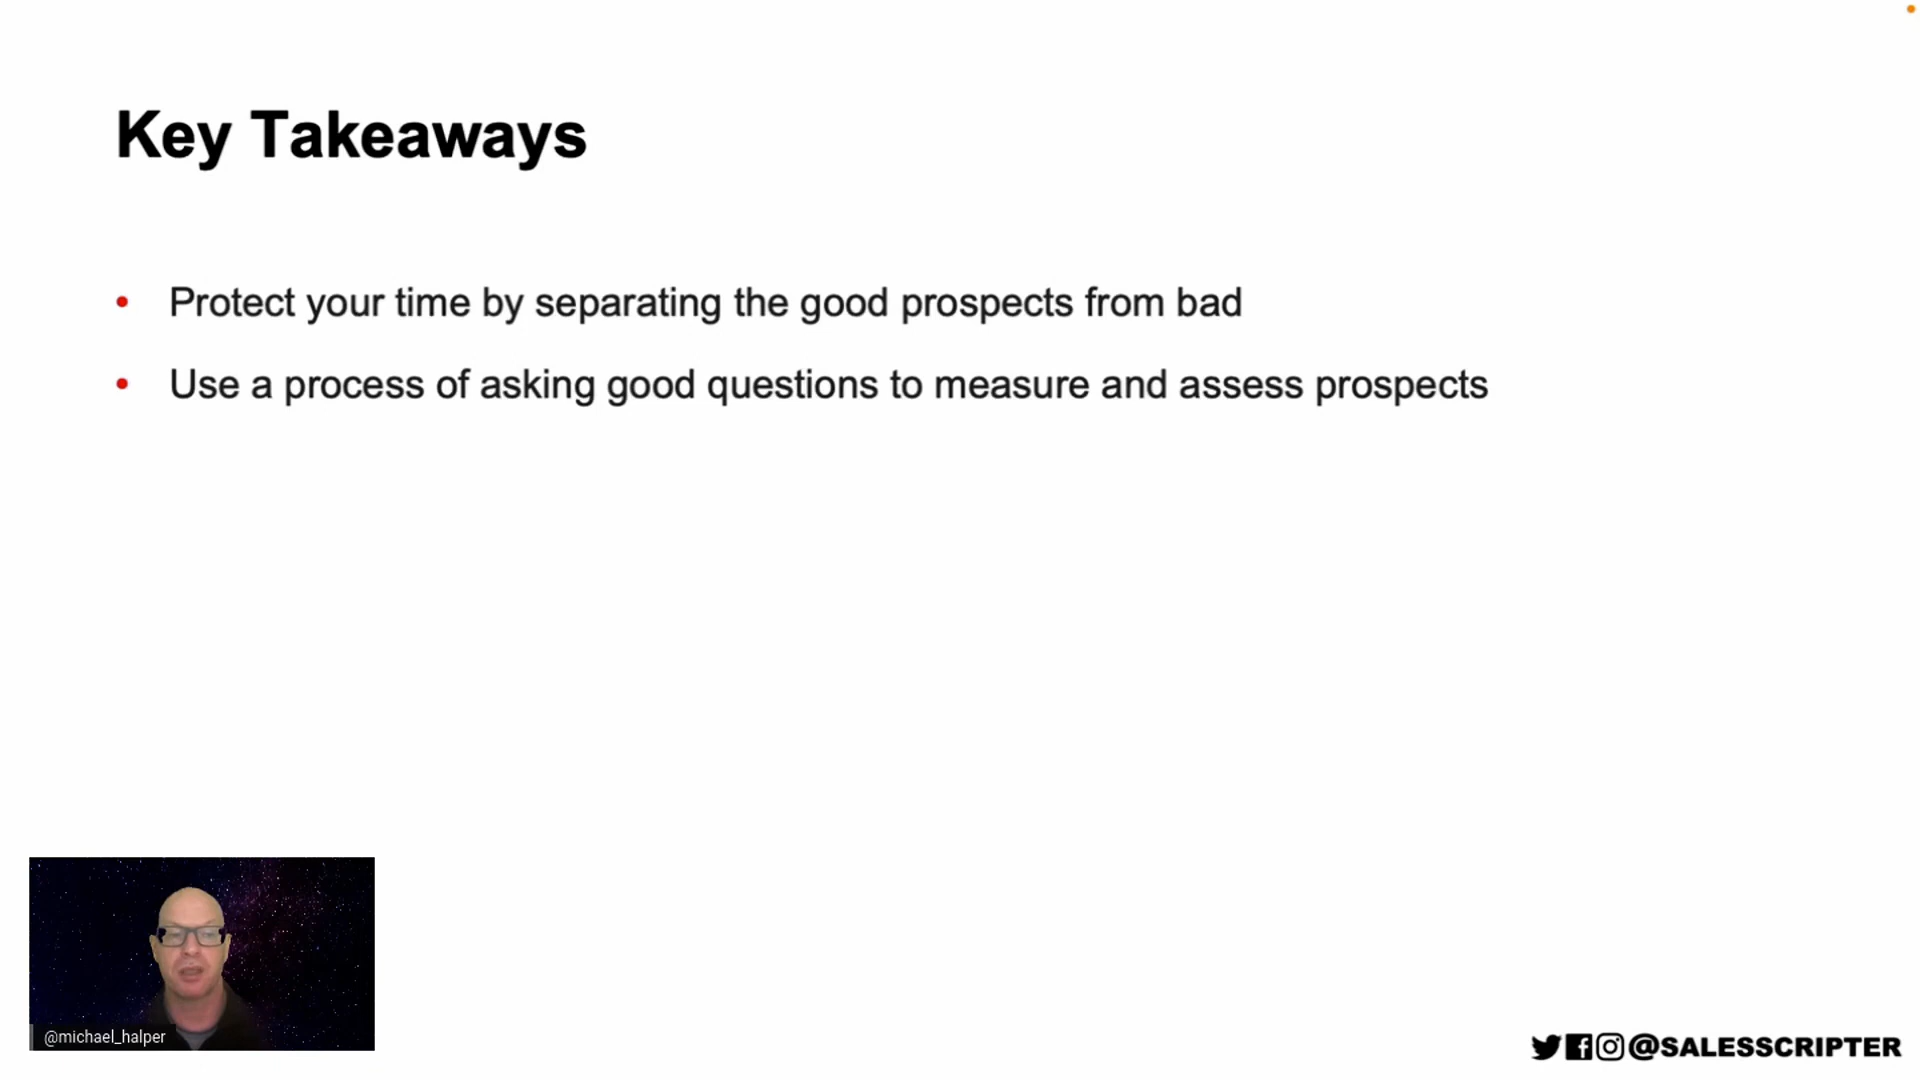 Key Takeaways
• Protect your time by separating the good prospects from bad
• Use a process of asking good questions to measure and assess prospects
@michael_halper
@SALESSCRIPTER